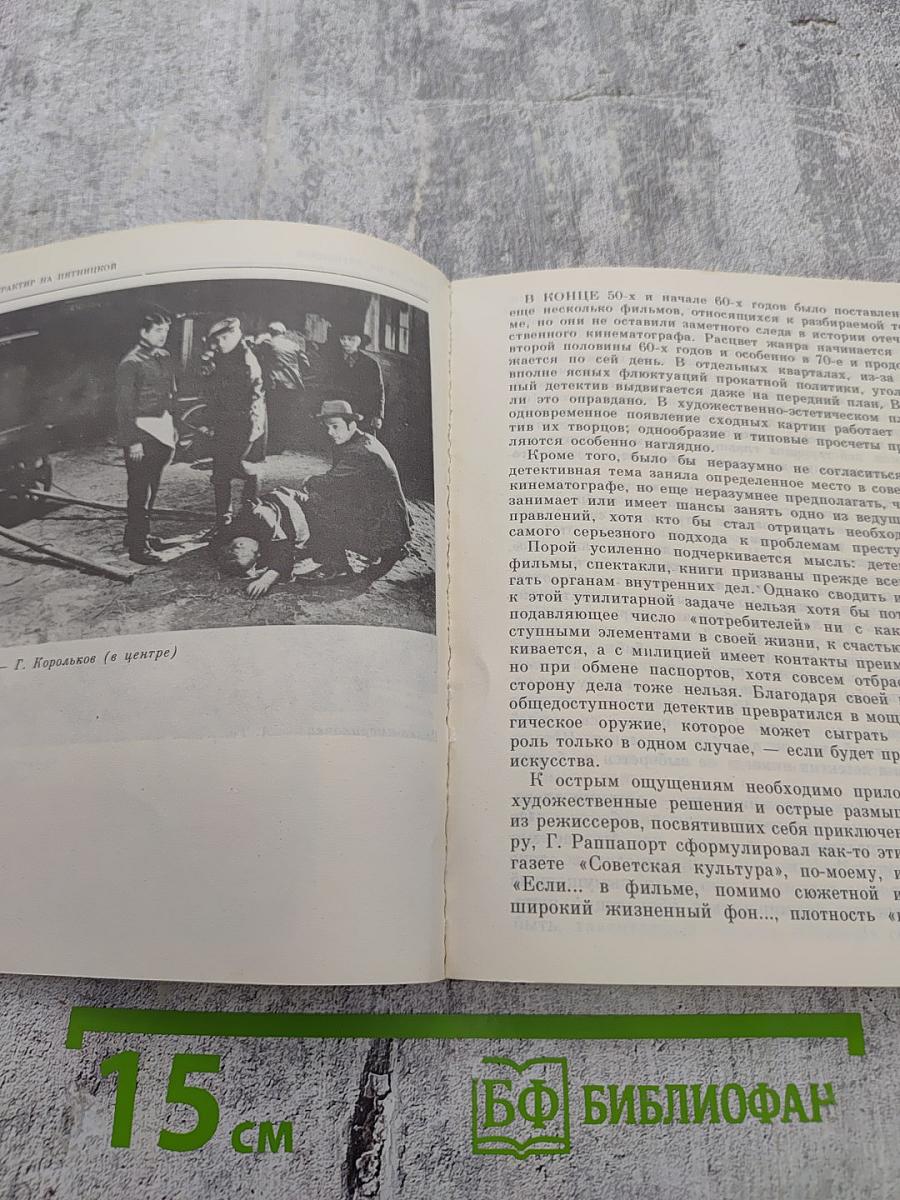 РАКТИР НА ПЯТНИЦКОЙ
— Г. Корольков (в центре)
В КОНЦЕ 50-х и начале 60-х годов было поставлен
еще несколько фильмов, относящихся к разбираемой те
ме, но они не оставили заметного следа в истории отеч
ственного кинематографа. Расцвет жанра начинается
второй половины 60-х годов и особенно в 70-е и продо
жается по сей день. В отдельных кварталах, из-за
вполне ясных флюктуаций прокатной политики, угол
ный детектив выдвигается даже на передний план. В
ли это оправдано. В художественно-эстетическом пл
одновременное появление сходных картин работает
тив их творцов; однообразие и типовые просчеты пр
ляются особенно наглядно.
Кроме того, было бы неразумно не согласиться
детективная тема заняла определенное место в сове
кинематографе, но еще неразумнее предполагать, ч
занимает или имеет шансы занять одно из ведущ
правлений, хотя кто бы стал отрицать необход
самого серьезного подхода к проблемам престу
Порой усиленно подчеркивается мысль: дете
фильмы, спектакли, книги призваны прежде все
гать органам внутренних дел. Однако сводить и
к этой утилитарной задаче нельзя хотя бы пот
подавляющее число «потребителей» ни с как
ступными элементами в своей жизни, к счастью
кивается, а с милицией имеет контакты преим
но при обмене паспортов, хотя совсем отбрас
сторону дела тоже нельзя. Благодаря своей
общедоступности детектив превратился в мощ
гическое оружие, которое может сыграть
роль только в одном случае, — если будет пр
искусства.
К острым ощущениям необходимо прило
художественные решения и острые размыш
из режиссеров, посвятивших себя приключен
ру, Г. Раппапорт сформулировал как-то эти
газете «Советская культура», по-моему, и
«Если... в фильме, помимо сюжетной и
широкий жизненный фон..., плотность «
15 см
БФ БИБЛИОФАН